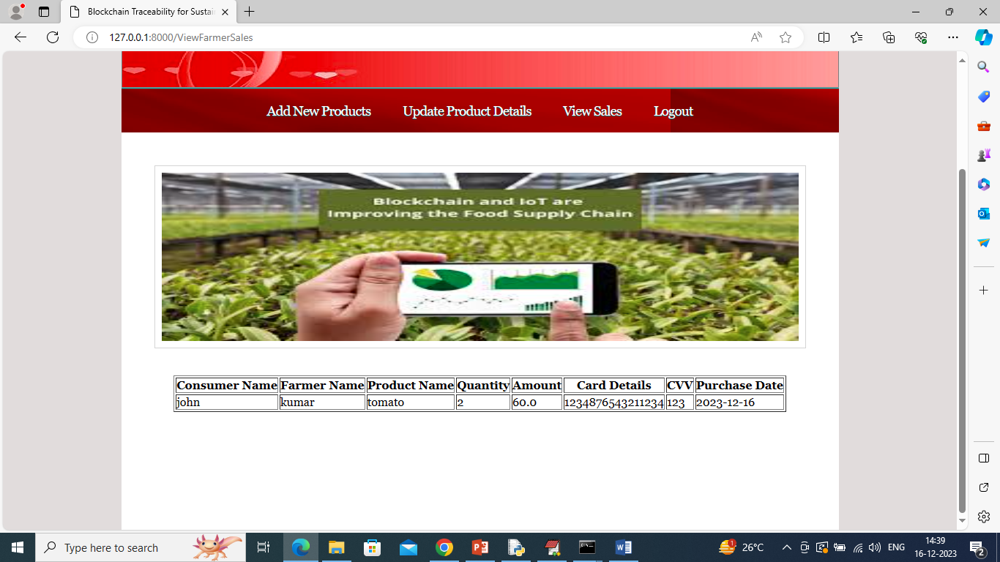 Blockchain Traceability for Sustai
127.0.0.1:8000/ViewFarmerSales
Add New Products Update Product Details View Sales Logout
Blockchain and IoT are
Improving the Food Supply Chain
Consumer Name Farmer Name Product Name Quantity Amount Card Details CVV Purchase Date
john kumar tomato 2 60.0 1234876543211234 123 2023-12-16
Type here to search
1
26°C
ENG
14:39
16-12-2023
2